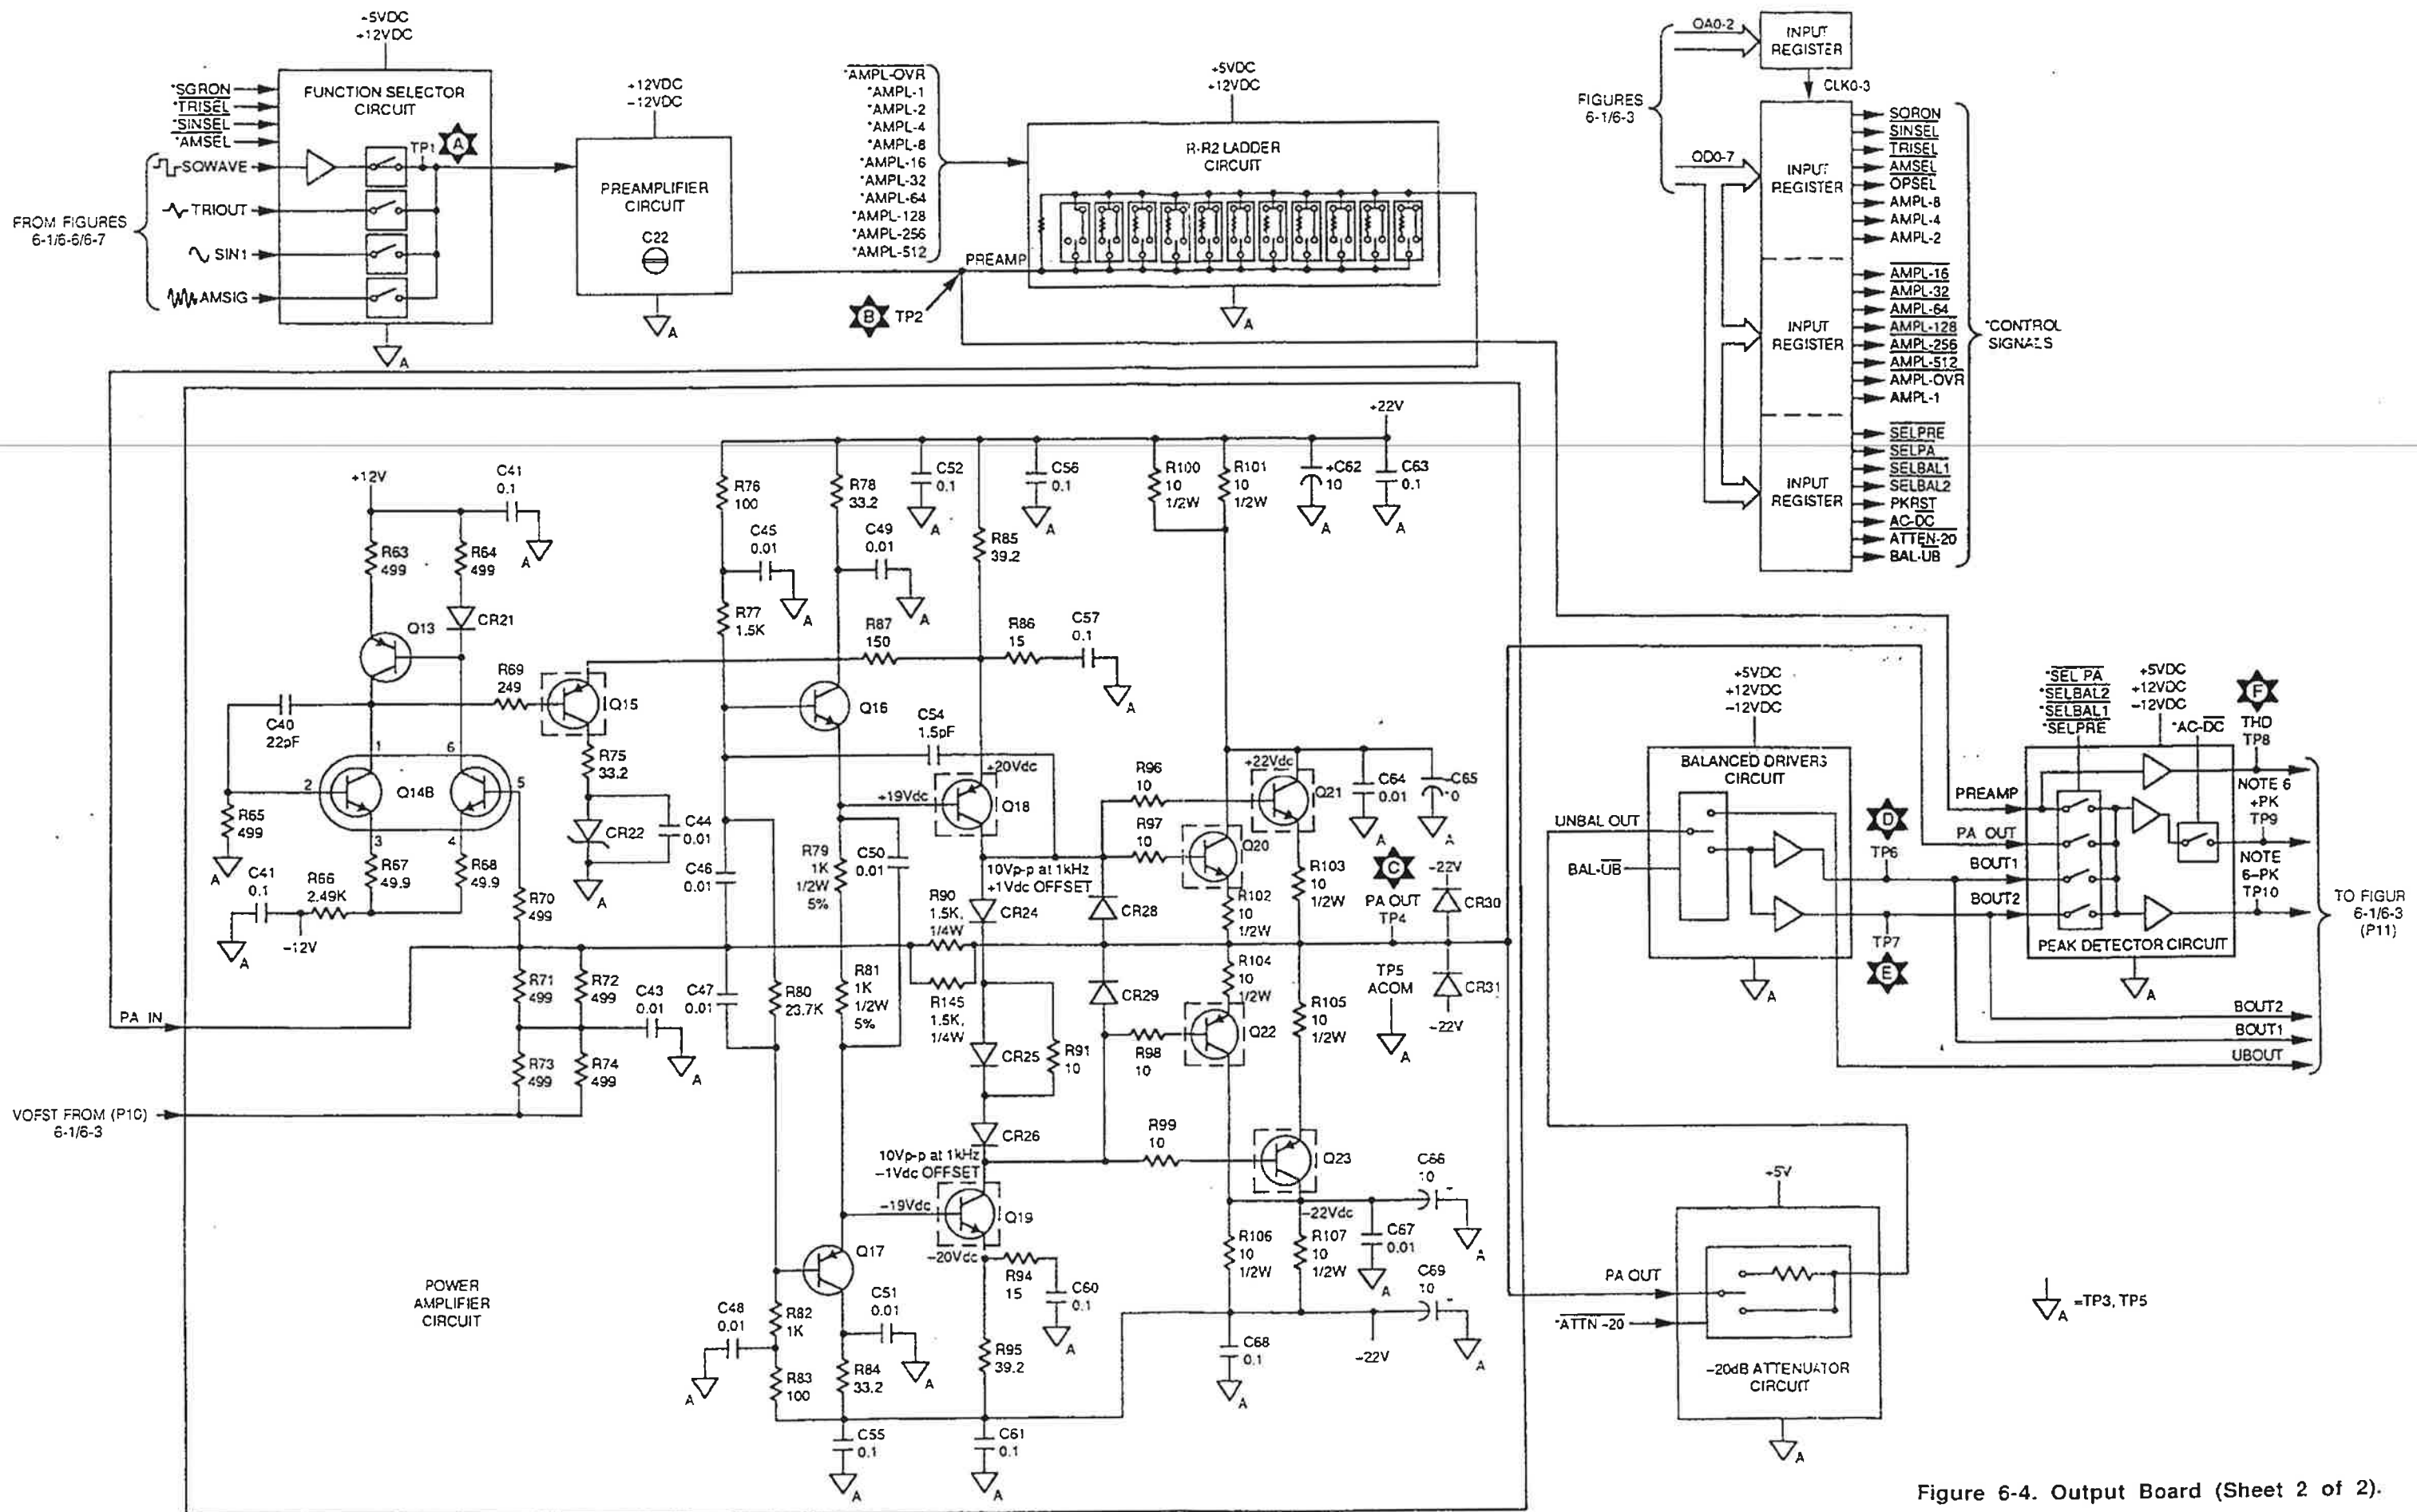 -5VDC
+12VDC
*SGRON
*TRISEL
*SINSEL
*AMSEL
FUNCTION SELECTOR
CIRCUIT
TP1
A
SQWAVE
TRIOUT
SIN1
AMSIG
FROM FIGURES
6-1/6-6/6-7
A
+12VDC
-12VDC
PREAMPLIFIER
CIRCUIT
C22
A
*AMPL-OVR
*AMPL-1
*AMPL-2
*AMPL-4
*AMPL-8
*AMPL-16
*AMPL-32
*AMPL-64
*AMPL-128
*AMPL-256
*AMPL-512
+5VDC
+12VDC
R-R2 LADDER
CIRCUIT
PREAMP
B
TP2
A
FIGURES
6-1/6-3
OA0-2
INPUT
REGISTER
CLK0-3
OD0-7
INPUT
REGISTER
SQRON
SINSEL
TRISEL
AMSEL
OPSEL
AMPL-8
AMPL-4
AMPL-2
INPUT
REGISTER
AMPL-16
AMPL-32
AMPL-64
AMPL-128
AMPL-256
AMPL-512
AMPL-OVR
AMPL-1
*CONTROL
SIGNALS
INPUT
REGISTER
SELPRE
SELPA
SELBAL1
SELBAL2
PKRST
AC-DC
ATTEN-20
BAL-UB
+12V
C41
0.1
A
R63
499
R64
499
CR21
Q13
R69
249
Q15
C40
22pF
1
6
2
Q14B
5
R65
499
A
3
4
R67
49.9
R68
49.9
C41
0.1
R66
2.49K
-12V
A
R75
33.2
CR22
C44
0.01
A
R70
499
R71
499
R72
499
C43
0.01
A
R73
499
R74
499
PA IN
VOFST FROM (P10)
6-1/6-3
+22V
R76
100
C45
0.01
A
R77
1.5K
R78
33.2
C49
0.01
A
C52
0.1
A
C56
0.1
A
R85
39.2
R100
10
1/2W
R101
10
1/2W
+C62
10
A
C63
0.1
A
R87
150
R86
15
C57
0.1
A
Q16
C54
1.5pF
+20Vdc
+19Vdc
Q18
C46
0.01
R79
1K
1/2W
5%
C50
0.01
10Vp-p at 1kHz
+1Vdc OFFSET
R90
1.5K,
1/4W
CR24
C47
0.01
R80
23.7K
R81
1K
1/2W
5%
R145
1.5K,
1/4W
CR25
R91
10
CR26
10Vp-p at 1kHz
-1Vdc OFFSET
-19Vdc
Q19
-20Vdc
R96
10
R97
10
+22Vdc
Q21
Q20
C64
0.01
A
C65
A
CR28
R102
10
1/2W
R103
10
1/2W
C
PA OUT
TP4
-22V
CR30
CR29
R104
10
1/2W
TP5
ACOM
A
CR31
-22V
R98
10
Q22
R105
10
1/2W
R99
10
Q23
-22Vdc
C66
10
A
C67
0.01
A
R106
10
1/2W
R107
10
1/2W
C69
10
A
-22V
C68
0.1
A
Q17
R94
15
C60
0.1
A
C48
0.01
A
R82
1K
C51
0.01
A
R83
100
R84
33.2
R95
39.2
C55
0.1
A
C61
0.1
A
POWER
AMPLIFIER
CIRCUIT
+5VDC
+12VDC
-12VDC
BALANCED DRIVERS
CIRCUIT
UNBAL OUT
BAL-UB
D
TP6
TP7
E
A
*SEL PA
*SELBAL2
*SELBAL1
*SELPRE
+5VDC
+12VDC
-12VDC
*AC-DC
F
THD
TP8
NOTE 6
+PK
TP9
NOTE
6-PK
TP10
PREAMP
PA OUT
BOUT1
BOUT2
PEAK DETECTOR CIRCUIT
A
TO FIGUR
6-1/6-3
(P11)
BOUT2
BOUT1
UBOUT
+5V
PA OUT
*ATTN-20
-20dB ATTENUATOR
CIRCUIT
A
A =TP3, TP5
Figure 6-4. Output Board (Sheet 2 of 2).